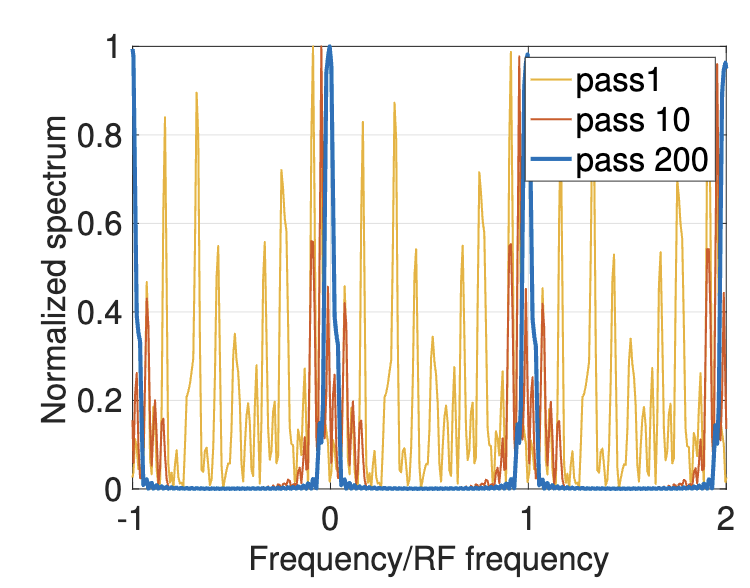 1
0.8
0.6
0.4
0.2
0
-1
0
1
2
Normalized spectrum
Frequency/RF frequency
pass1
pass 10
pass 200